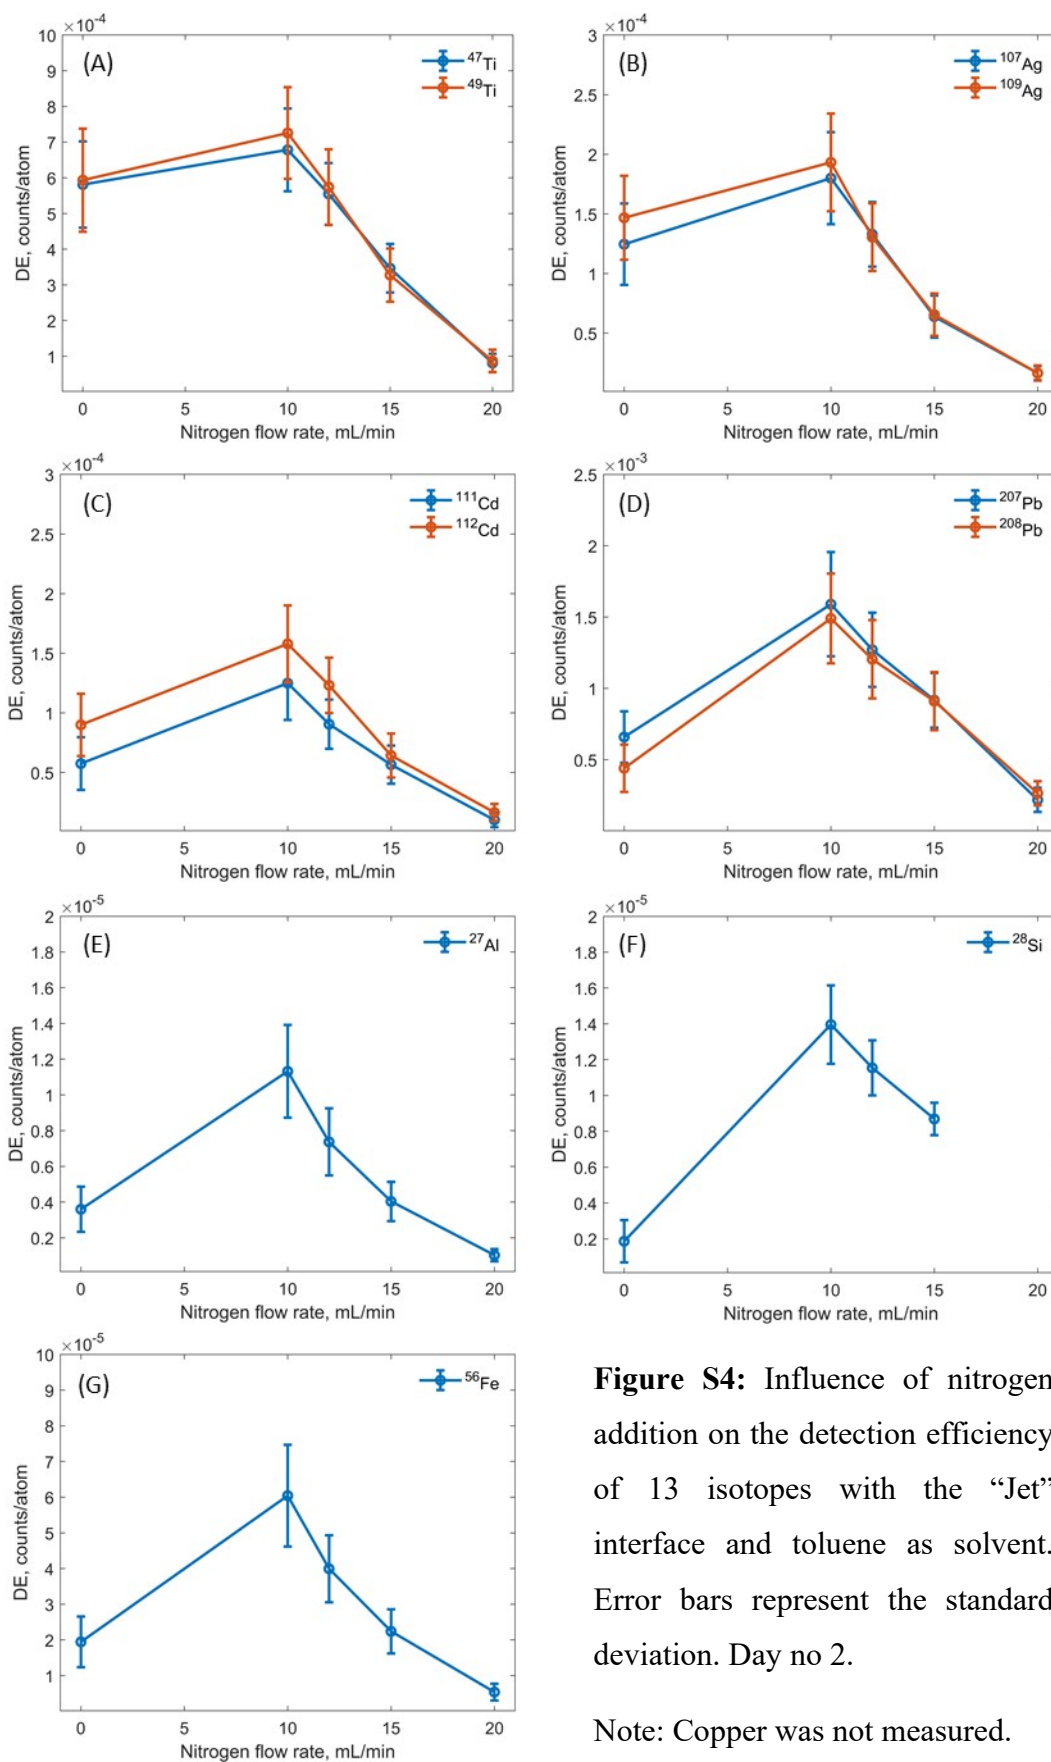 ×10⁻⁴
(A)
⁴⁷Ti
⁴⁹Ti
10
9
8
7
6
5
4
3
2
1
DE, counts/atom
0 5 10 15 20
Nitrogen flow rate, mL/min
×10⁻⁴
(B)
¹⁰⁷Ag
¹⁰⁹Ag
3
2.5
2
1.5
1
0.5
DE, counts/atom
0 5 10 15 20
Nitrogen flow rate, mL/min
×10⁻⁴
(C)
¹¹¹Cd
¹¹²Cd
3
2.5
2
1.5
1
0.5
DE, counts/atom
0 5 10 15 20
Nitrogen flow rate, mL/min
×10⁻³
(D)
²⁰⁷Pb
²⁰⁸Pb
2.5
2
1.5
1
0.5
DE, counts/atom
0 5 10 15 20
Nitrogen flow rate, mL/min
×10⁻⁵
(E)
²⁷Al
2
1.8
1.6
1.4
1.2
1
0.8
0.6
0.4
0.2
DE, counts/atom
0 5 10 15 20
Nitrogen flow rate, mL/min
×10⁻⁵
(F)
²⁸Si
2
1.8
1.6
1.4
1.2
1
0.8
0.6
0.4
0.2
DE, counts/atom
0 5 10 15 20
Nitrogen flow rate, mL/min
×10⁻⁵
(G)
⁵⁶Fe
10
9
8
7
6
5
4
3
2
1
DE, counts/atom
0 5 10 15 20
Nitrogen flow rate, mL/min
Figure S4: Influence of nitrogen
addition on the detection efficiency
of 13 isotopes with the “Jet”
interface and toluene as solvent.
Error bars represent the standard
deviation. Day no 2.
Note: Copper was not measured.